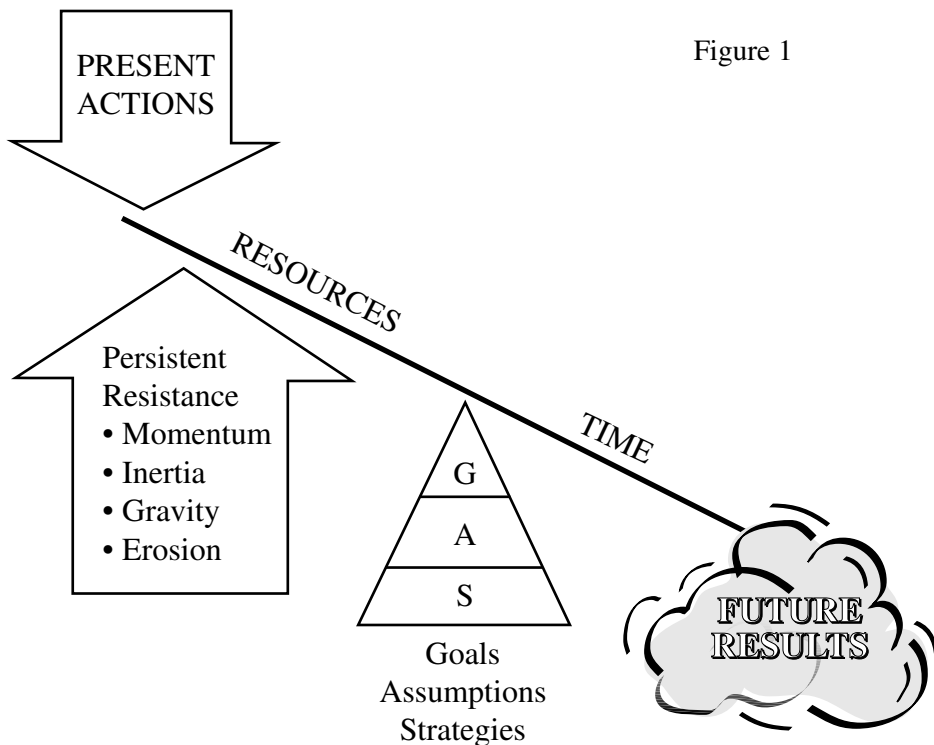 Figure 1
PRESENT
ACTIONS
RESOURCES
TIME
Persistent
Resistance
• Momentum
• Inertia
• Gravity
• Erosion
G
A
S
Goals
Assumptions
Strategies
FUTURE
RESULTS